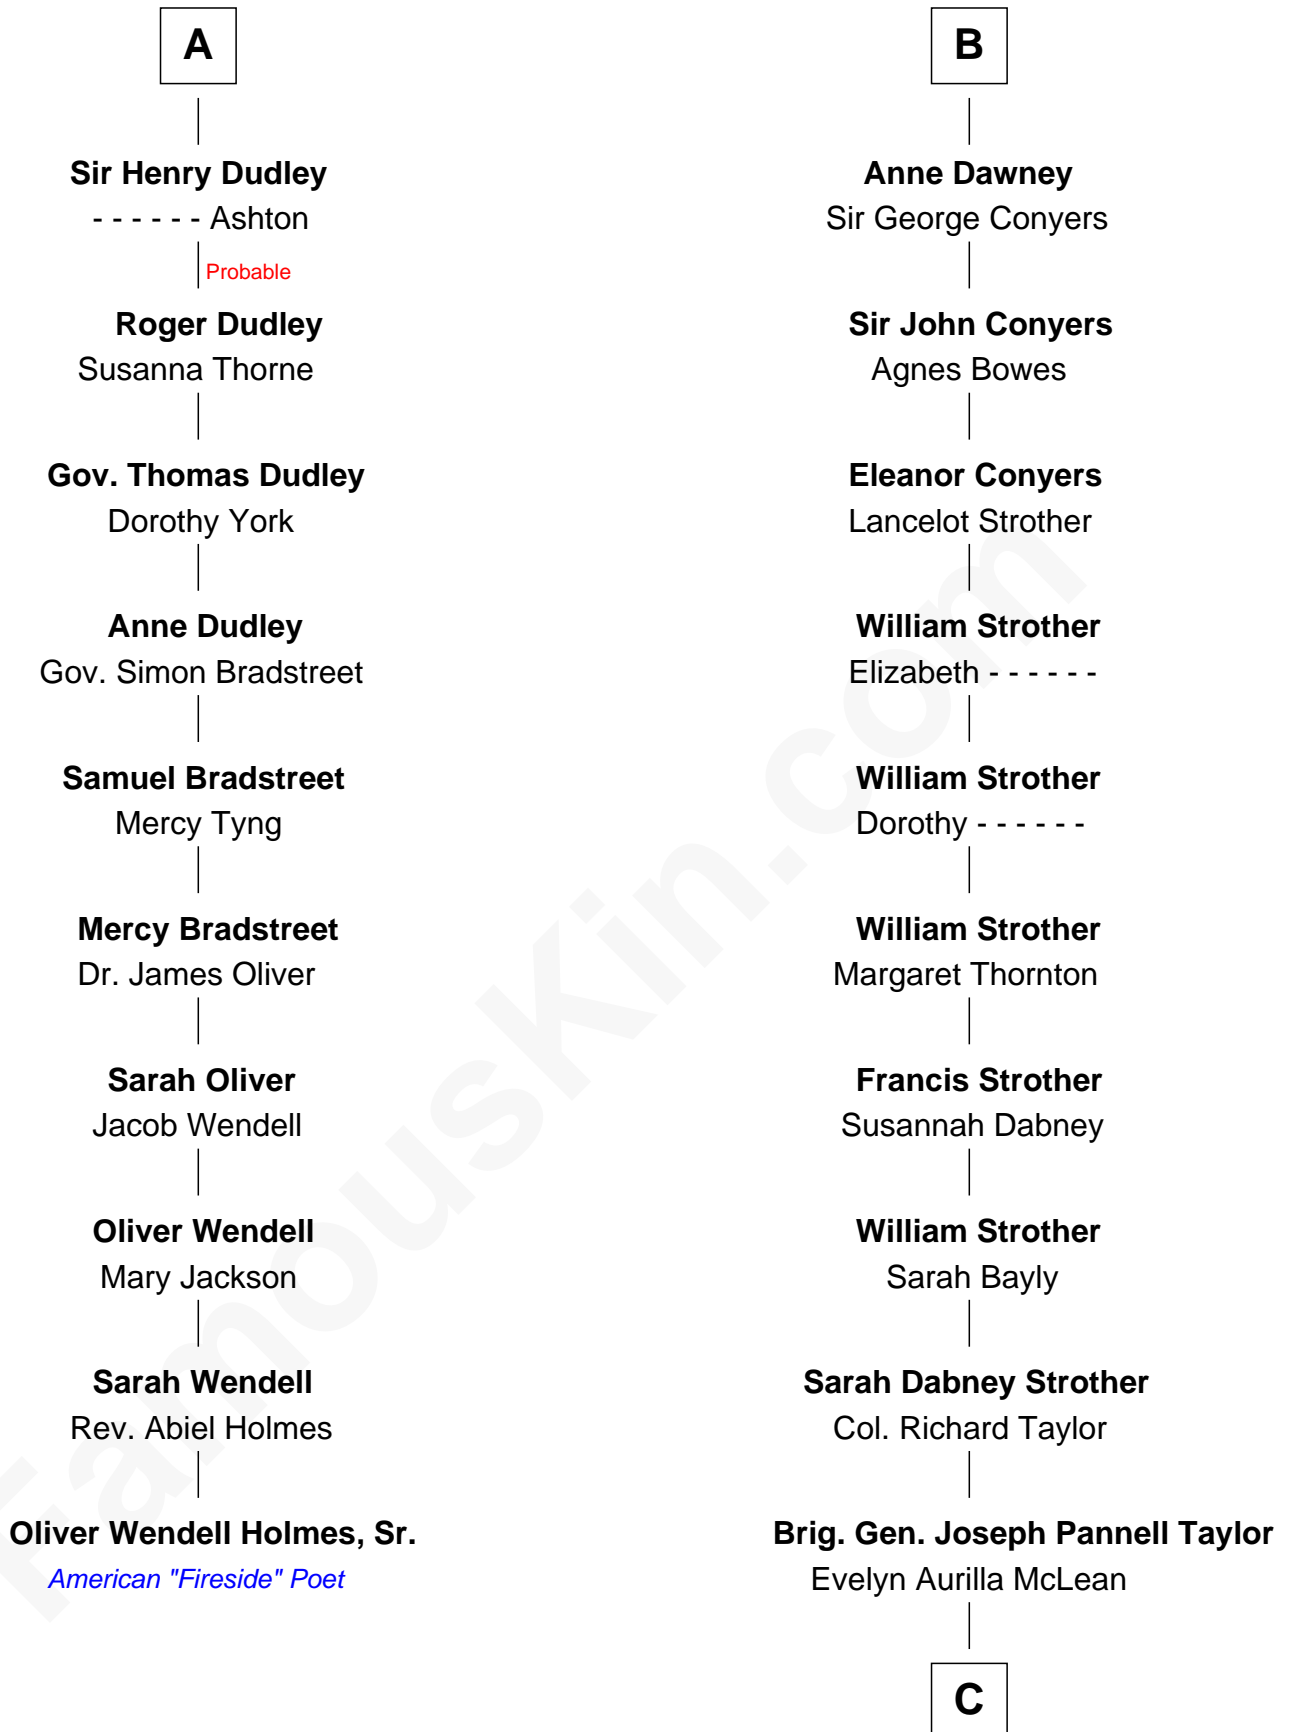 A
Sir Henry Dudley
- - - - - - Ashton
Probable
Roger Dudley
Susanna Thorne
Gov. Thomas Dudley
Dorothy York
Anne Dudley
Gov. Simon Bradstreet
Samuel Bradstreet
Mercy Tyng
Mercy Bradstreet
Dr. James Oliver
Sarah Oliver
Jacob Wendell
Oliver Wendell
Mary Jackson
Sarah Wendell
Rev. Abiel Holmes
Oliver Wendell Holmes, Sr.
American "Fireside" Poet
B
Anne Dawney
Sir George Conyers
Sir John Conyers
Agnes Bowes
Eleanor Conyers
Lancelot Strother
William Strother
Elizabeth - - - - - -
William Strother
Dorothy - - - - - -
William Strother
Margaret Thornton
Francis Strother
Susannah Dabney
William Strother
Sarah Bayly
Sarah Dabney Strother
Col. Richard Taylor
Brig. Gen. Joseph Pannell Taylor
Evelyn Aurilla McLean
C
FamousKin.com